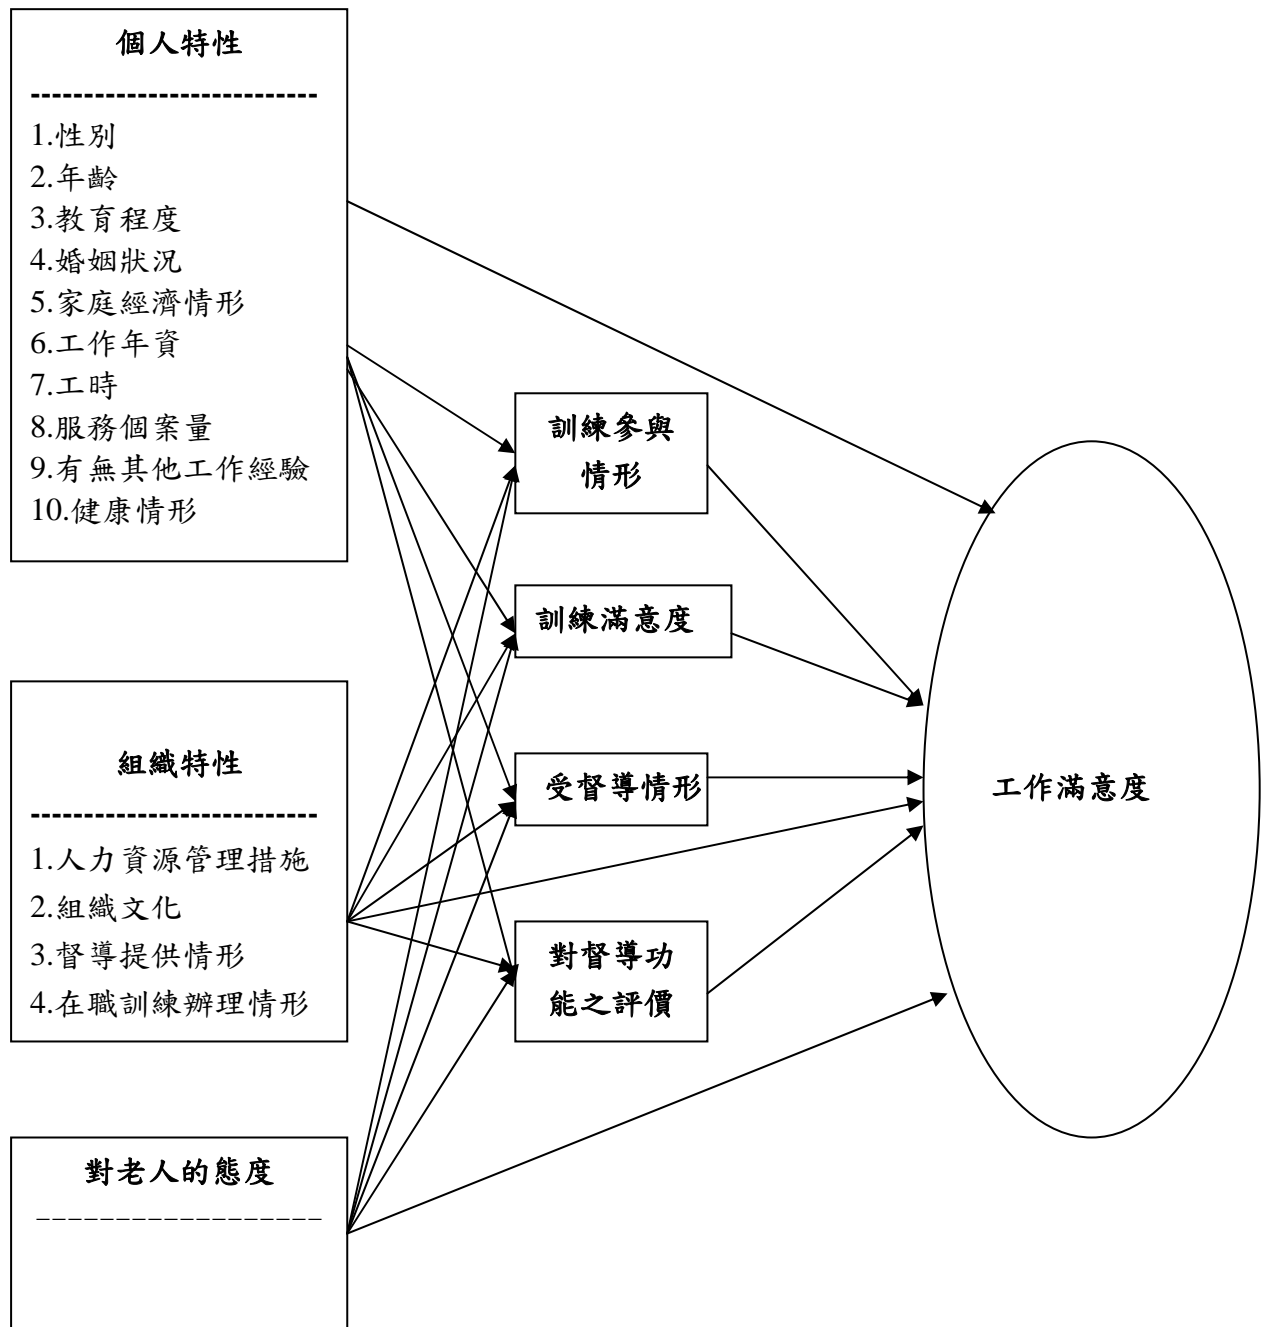 個人特性
---------------------------
1.性別
2.年齡
3.教育程度
4.婚姻狀況
5.家庭經濟情形
6.工作年資
7.工時
8.服務個案量
9.有無其他工作經驗
10.健康情形
訓練參與
情形
訓練滿意度
組織特性
---------------------------
1.人力資源管理措施
2.組織文化
3.督導提供情形
4.在職訓練辦理情形
受督導情形
對督導功
能之評價
工作滿意度
對老人的態度
------------------